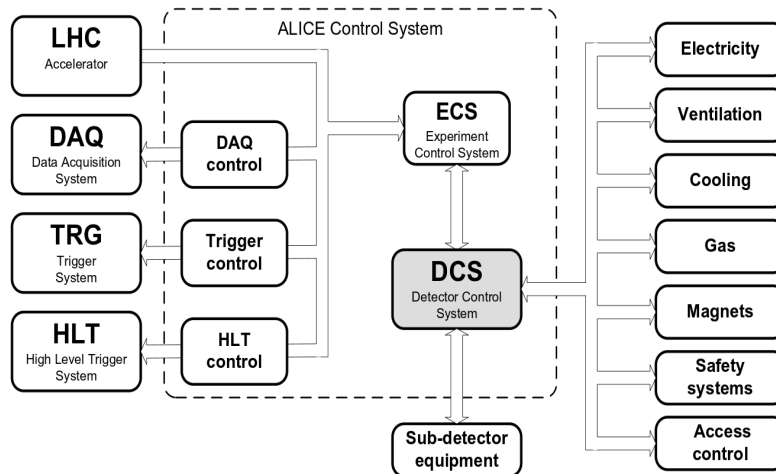 ALICE Control System
LHC
Accelerator
DAQ
Data Acquisition
System
TRG
Trigger
System
HLT
High Level Trigger
System
DAQ
control
Trigger
control
HLT
control
ECS
Experiment
Control System
DCS
Detector Control
System
Sub-detector
equipment
Electricity
Ventilation
Cooling
Gas
Magnets
Safety
systems
Access
control